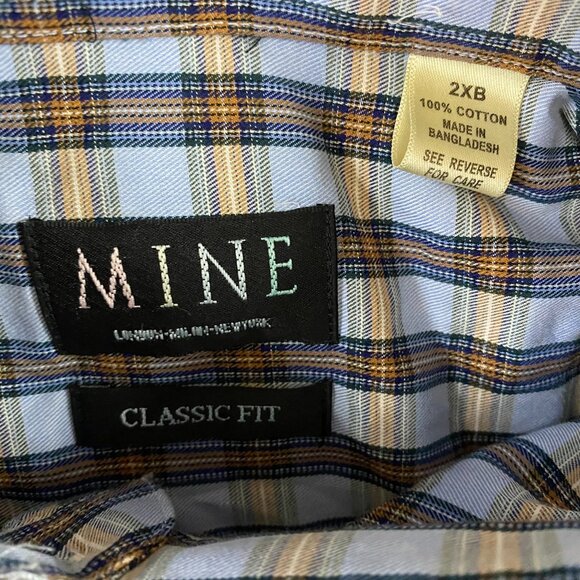 2XB
100% COTTON
MADE IN
BANGLADESH
SEE REVERSE
FOR CARE
MINE
LONDON-MILAN-NEWYORK
CLASSIC FIT